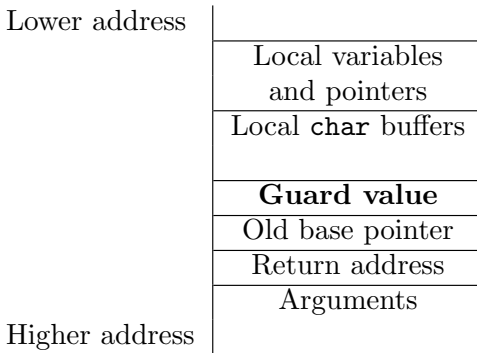 Lower address
Local variables
and pointers
Local char buffers
Guard value
Old base pointer
Return address
Arguments
Higher address